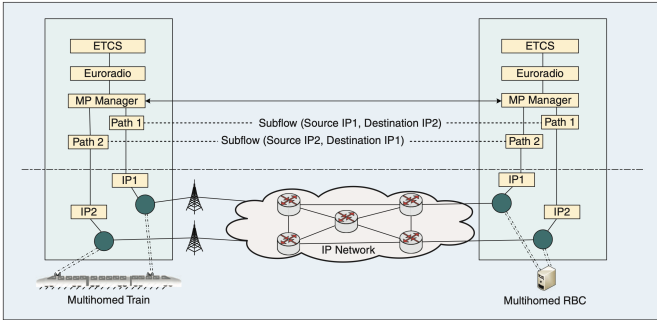 ETCS
Euroradio
MP Manager
Path 1
Path 2
IP1
IP2
Subflow (Source IP1, Destination IP2)
Subflow (Source IP2, Destination IP1)
ETCS
Euroradio
MP Manager
Path 1
Path 2
IP1
IP2
IP Network
Multihomed Train
Multihomed RBC